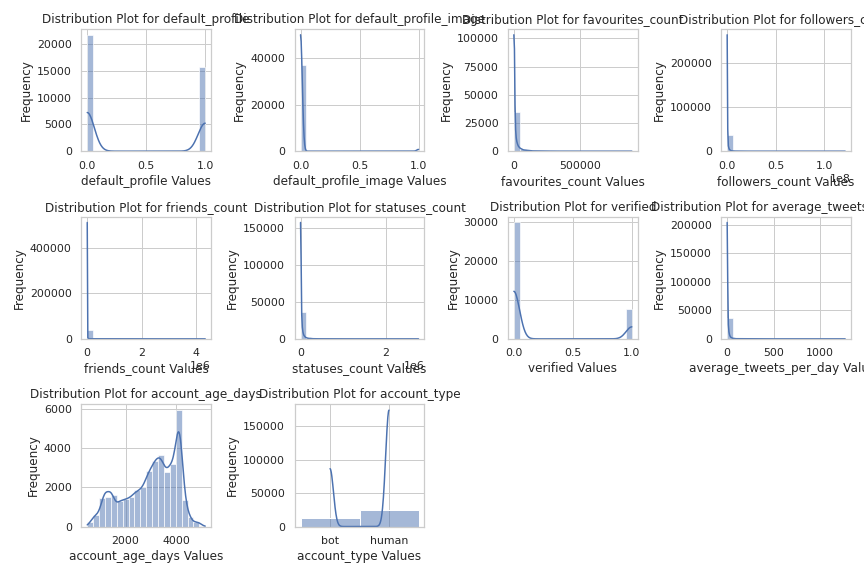 Distribution Plot for default_profile
20000
15000
10000
5000
0
Frequency
0.0 0.5 1.0
default_profile Values
Distribution Plot for default_profile_image
40000
20000
0
Frequency
0.0 0.5 1.0
default_profile_image Values
Distribution Plot for favourites_count
100000
75000
50000
25000
0
Frequency
0 500000
favourites_count Values
Distribution Plot for followers_c
200000
100000
0
Frequency
0.0 0.5 1.0
1e8
followers_count Values
Distribution Plot for friends_count
400000
200000
0
Frequency
0 2 4
1e6
friends_count Values
Distribution Plot for statuses_count
150000
100000
50000
0
Frequency
0 2
1e6
statuses_count Values
Distribution Plot for verified
30000
20000
10000
0
Frequency
0.0 0.5 1.0
verified Values
Distribution Plot for average_tweets
200000
150000
100000
50000
0
Frequency
0 500 1000
average_tweets_per_day Valu
Distribution Plot for account_age_days
6000
4000
2000
0
Frequency
2000 4000
account_age_days Values
Distribution Plot for account_type
150000
100000
50000
0
Frequency
bot human
account_type Values